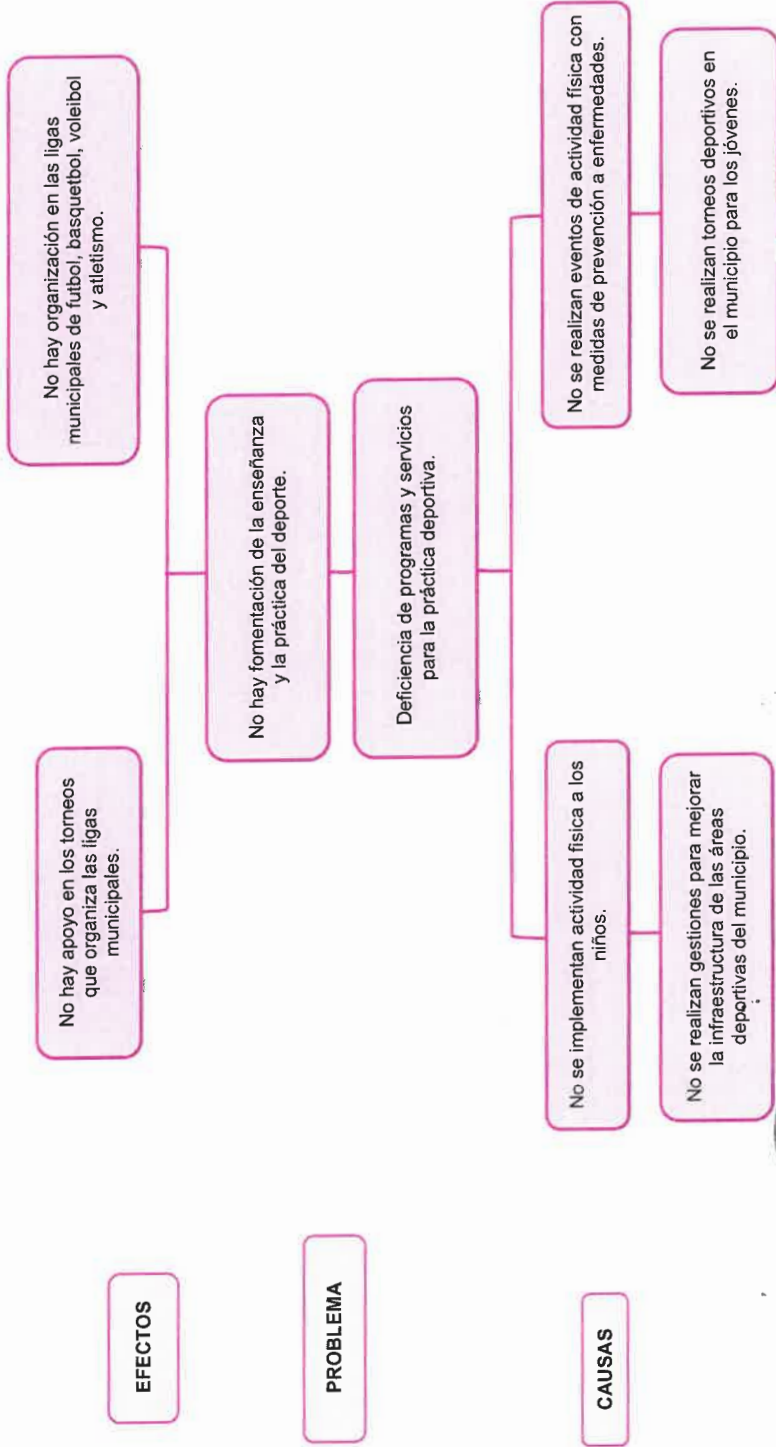 EFECTOS
No hay apoyo en los torneos
que organiza las ligas
municipales.
No hay organización en las ligas
municipales de futbol, basquetbol, voleibol
y atletismo.
PROBLEMA
No hay fomentación de la enseñanza
y la práctica del deporte.
Deficiencia de programas y servicios
para la práctica deportiva.
CAUSAS
No se implementan actividad física a los
niños.
No se realizan eventos de actividad física con
medidas de prevención a enfermedades.
No se realizan gestiones para mejorar
la infraestructura de las áreas
deportivas del municipio.
No se realizan torneos deportivos en
el municipio para los jóvenes.